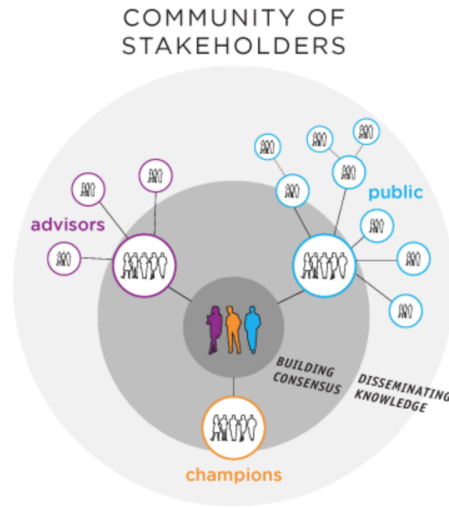 COMMUNITY OF
STAKEHOLDERS
advisors
public
BUILDING
CONSENSUS
DISSEMINATING
KNOWLEDGE
champions